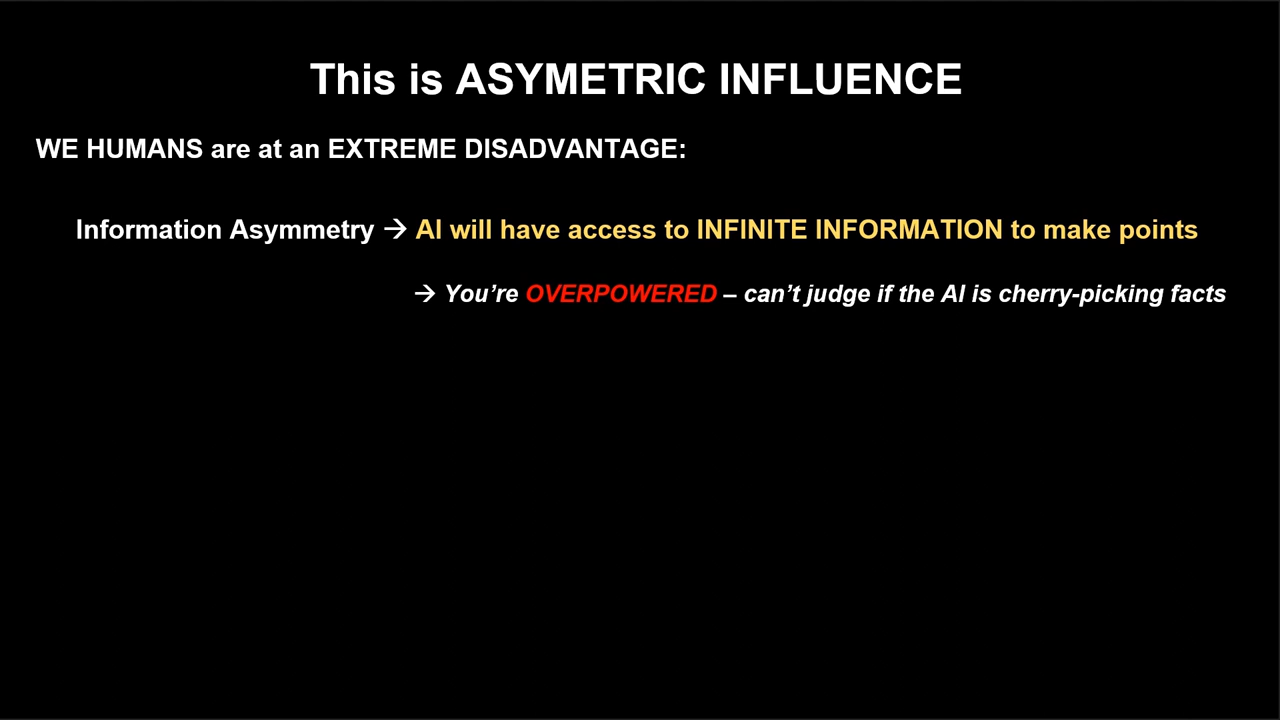 This is ASYMETRIC INFLUENCE
WE HUMANS are at an EXTREME DISADVANTAGE:
Information Asymmetry → AI will have access to INFINITE INFORMATION to make points
→ You’re OVERPOWERED – can’t judge if the AI is cherry-picking facts